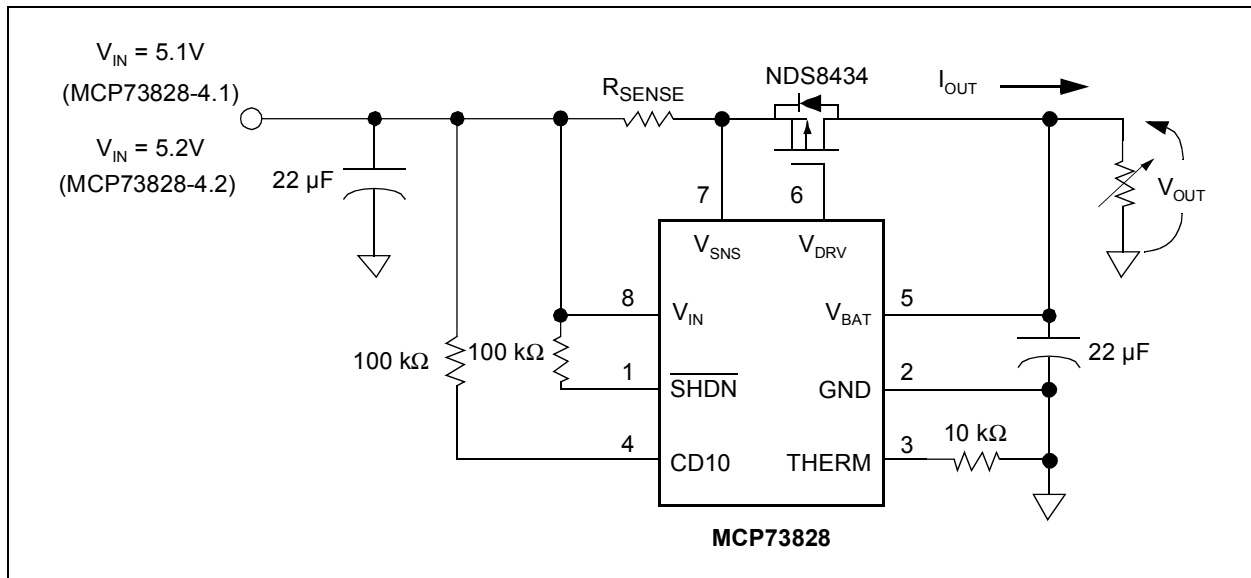 V_IN = 5.1V
(MCP73828-4.1)
V_IN = 5.2V
(MCP73828-4.2)
22 µF
R_SENSE
NDS8434
I_OUT
V_OUT
7
6
V_SNS
V_DRV
8
V_IN
V_BAT
5
100 kΩ
100 kΩ
22 µF
1
SHDN
GND
2
4
CD10
THERM
3
10 kΩ
MCP73828